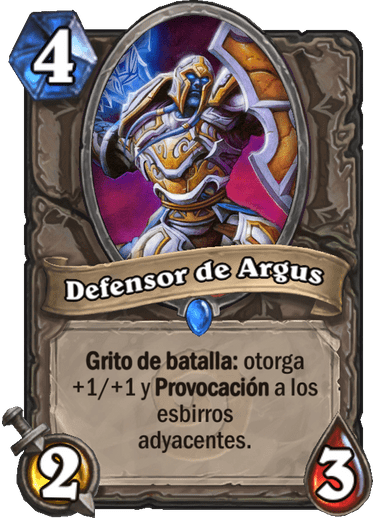 4
Defensor de Argus
Grito de batalla: otorga
+1/+1 y Provocación a los
esbirros
adyacentes.
2
3